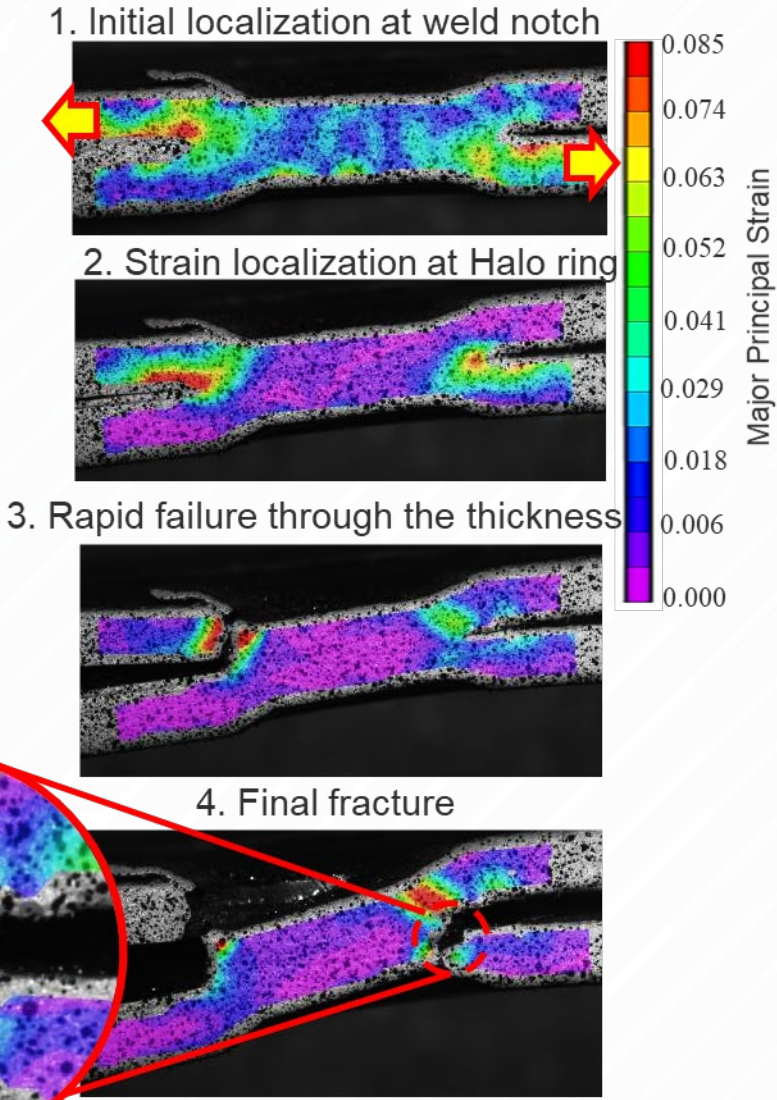 1. Initial localization at weld notch
2. Strain localization at Halo ring
3. Rapid failure through the thickness
4. Final fracture
0.085
0.074
0.063
0.052
0.041
0.029
0.018
0.006
0.000
Major Principal Strain